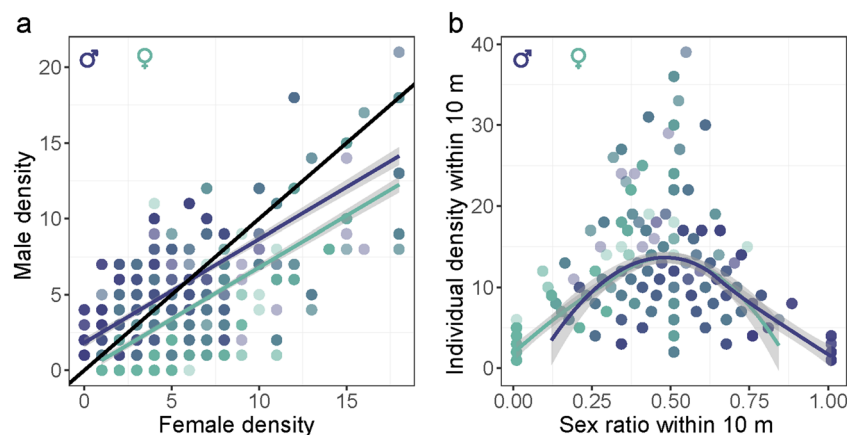 a
♂ ♀
20
15
10
5
0
0 5 10 15
Male density
Female density
b
♂ ♀
40
30
20
10
0
0.00 0.25 0.50 0.75 1.00
Individual density within 10 m
Sex ratio within 10 m